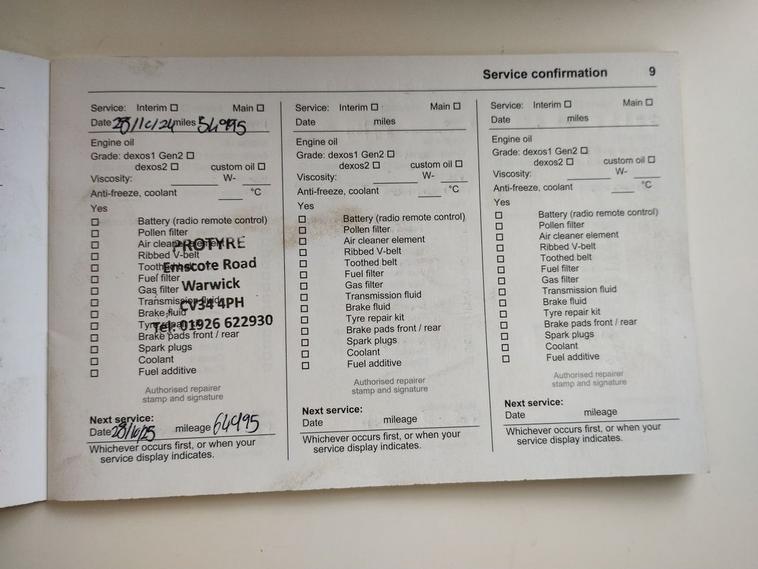 Service confirmation 9
Service: Interim ☐ Main ☐
Date 28/10/24 miles 54995
Engine oil
Grade: dexos1 Gen2 ☐
dexos2 ☐ custom oil ☐
Viscosity: ______ W- ______
Anti-freeze, coolant ______ °C
Yes
☐ Battery (radio remote control)
☐ Pollen filter
☐ Air cleaner element
☐ Ribbed V-belt
☐ Toothed belt
☐ Fuel filter
☐ Gas filter
☐ Transmission fluid
☐ Brake fluid
☐ Tyre repair kit
☐ Brake pads front / rear
☐ Spark plugs
☐ Coolant
☐ Fuel additive
PROTYRE
Emscote Road
Warwick
CV34 4PH
Tel: 01926 622930
Authorised repairer
stamp and signature
Next service:
Date 28/10/25 mileage 64995
Whichever occurs first, or when your
service display indicates.
Service: Interim ☐ Main ☐
Date miles
Engine oil
Grade: dexos1 Gen2 ☐
dexos2 ☐ custom oil ☐
Viscosity: ______ W- ______
Anti-freeze, coolant ______ °C
Yes
☐ Battery (radio remote control)
☐ Pollen filter
☐ Air cleaner element
☐ Ribbed V-belt
☐ Toothed belt
☐ Fuel filter
☐ Gas filter
☐ Transmission fluid
☐ Brake fluid
☐ Tyre repair kit
☐ Brake pads front / rear
☐ Spark plugs
☐ Coolant
☐ Fuel additive
Authorised repairer
stamp and signature
Next service:
Date mileage
Whichever occurs first, or when your
service display indicates.
Service: Interim ☐ Main ☐
Date miles
Engine oil
Grade: dexos1 Gen2 ☐
dexos2 ☐ custom oil ☐
Viscosity: ______ W- ______
Anti-freeze, coolant ______ °C
Yes
☐ Battery (radio remote control)
☐ Pollen filter
☐ Air cleaner element
☐ Ribbed V-belt
☐ Toothed belt
☐ Fuel filter
☐ Gas filter
☐ Transmission fluid
☐ Brake fluid
☐ Tyre repair kit
☐ Brake pads front / rear
☐ Spark plugs
☐ Coolant
☐ Fuel additive
Authorised repairer
stamp and signature
Next service:
Date mileage
Whichever occurs first, or when your
service display indicates.